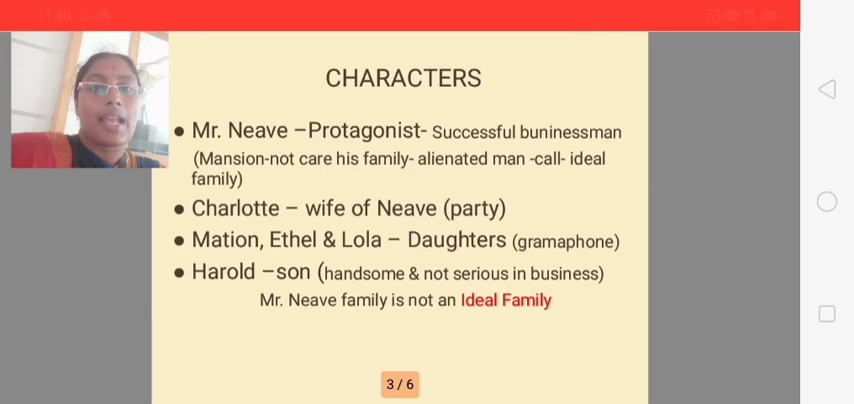 11:30
CHARACTERS
● Mr. Neave –Protagonist- Successful buninessman
(Mansion-not care his family- alienated man -call- ideal
family)
● Charlotte – wife of Neave (party)
● Mation, Ethel & Lola – Daughters (gramaphone)
● Harold –son (handsome & not serious in business)
Mr. Neave family is not an Ideal Family
3 / 6